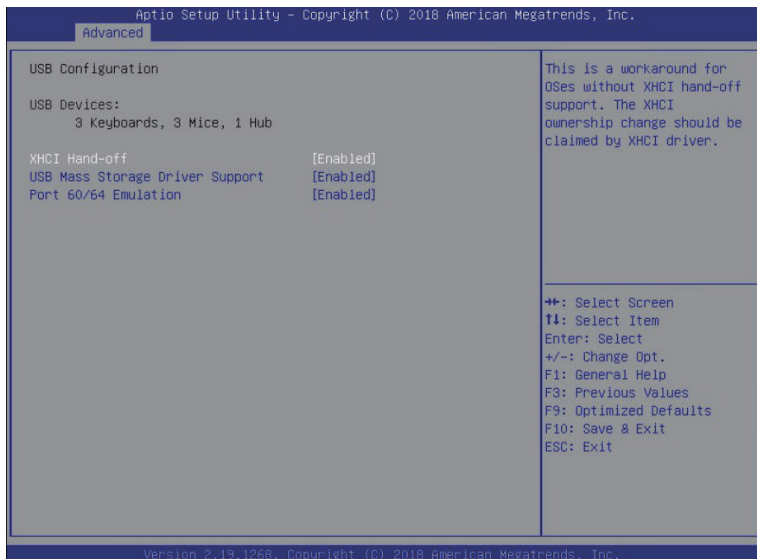 Aptio Setup Utility – Copyright (C) 2018 American Megatrends, Inc.
Advanced
USB Configuration
USB Devices:
3 Keyboards, 3 Mice, 1 Hub
XHCI Hand-off [Enabled]
USB Mass Storage Driver Support [Enabled]
Port 60/64 Emulation [Enabled]
This is a workaround for
OSes without XHCI hand-off
support. The XHCI
ownership change should be
claimed by XHCI driver.
→←: Select Screen
↑↓: Select Item
Enter: Select
+/-: Change Opt.
F1: General Help
F3: Previous Values
F9: Optimized Defaults
F10: Save & Exit
ESC: Exit
Version 2.19.1268. Copyright (C) 2018 American Megatrends, Inc.